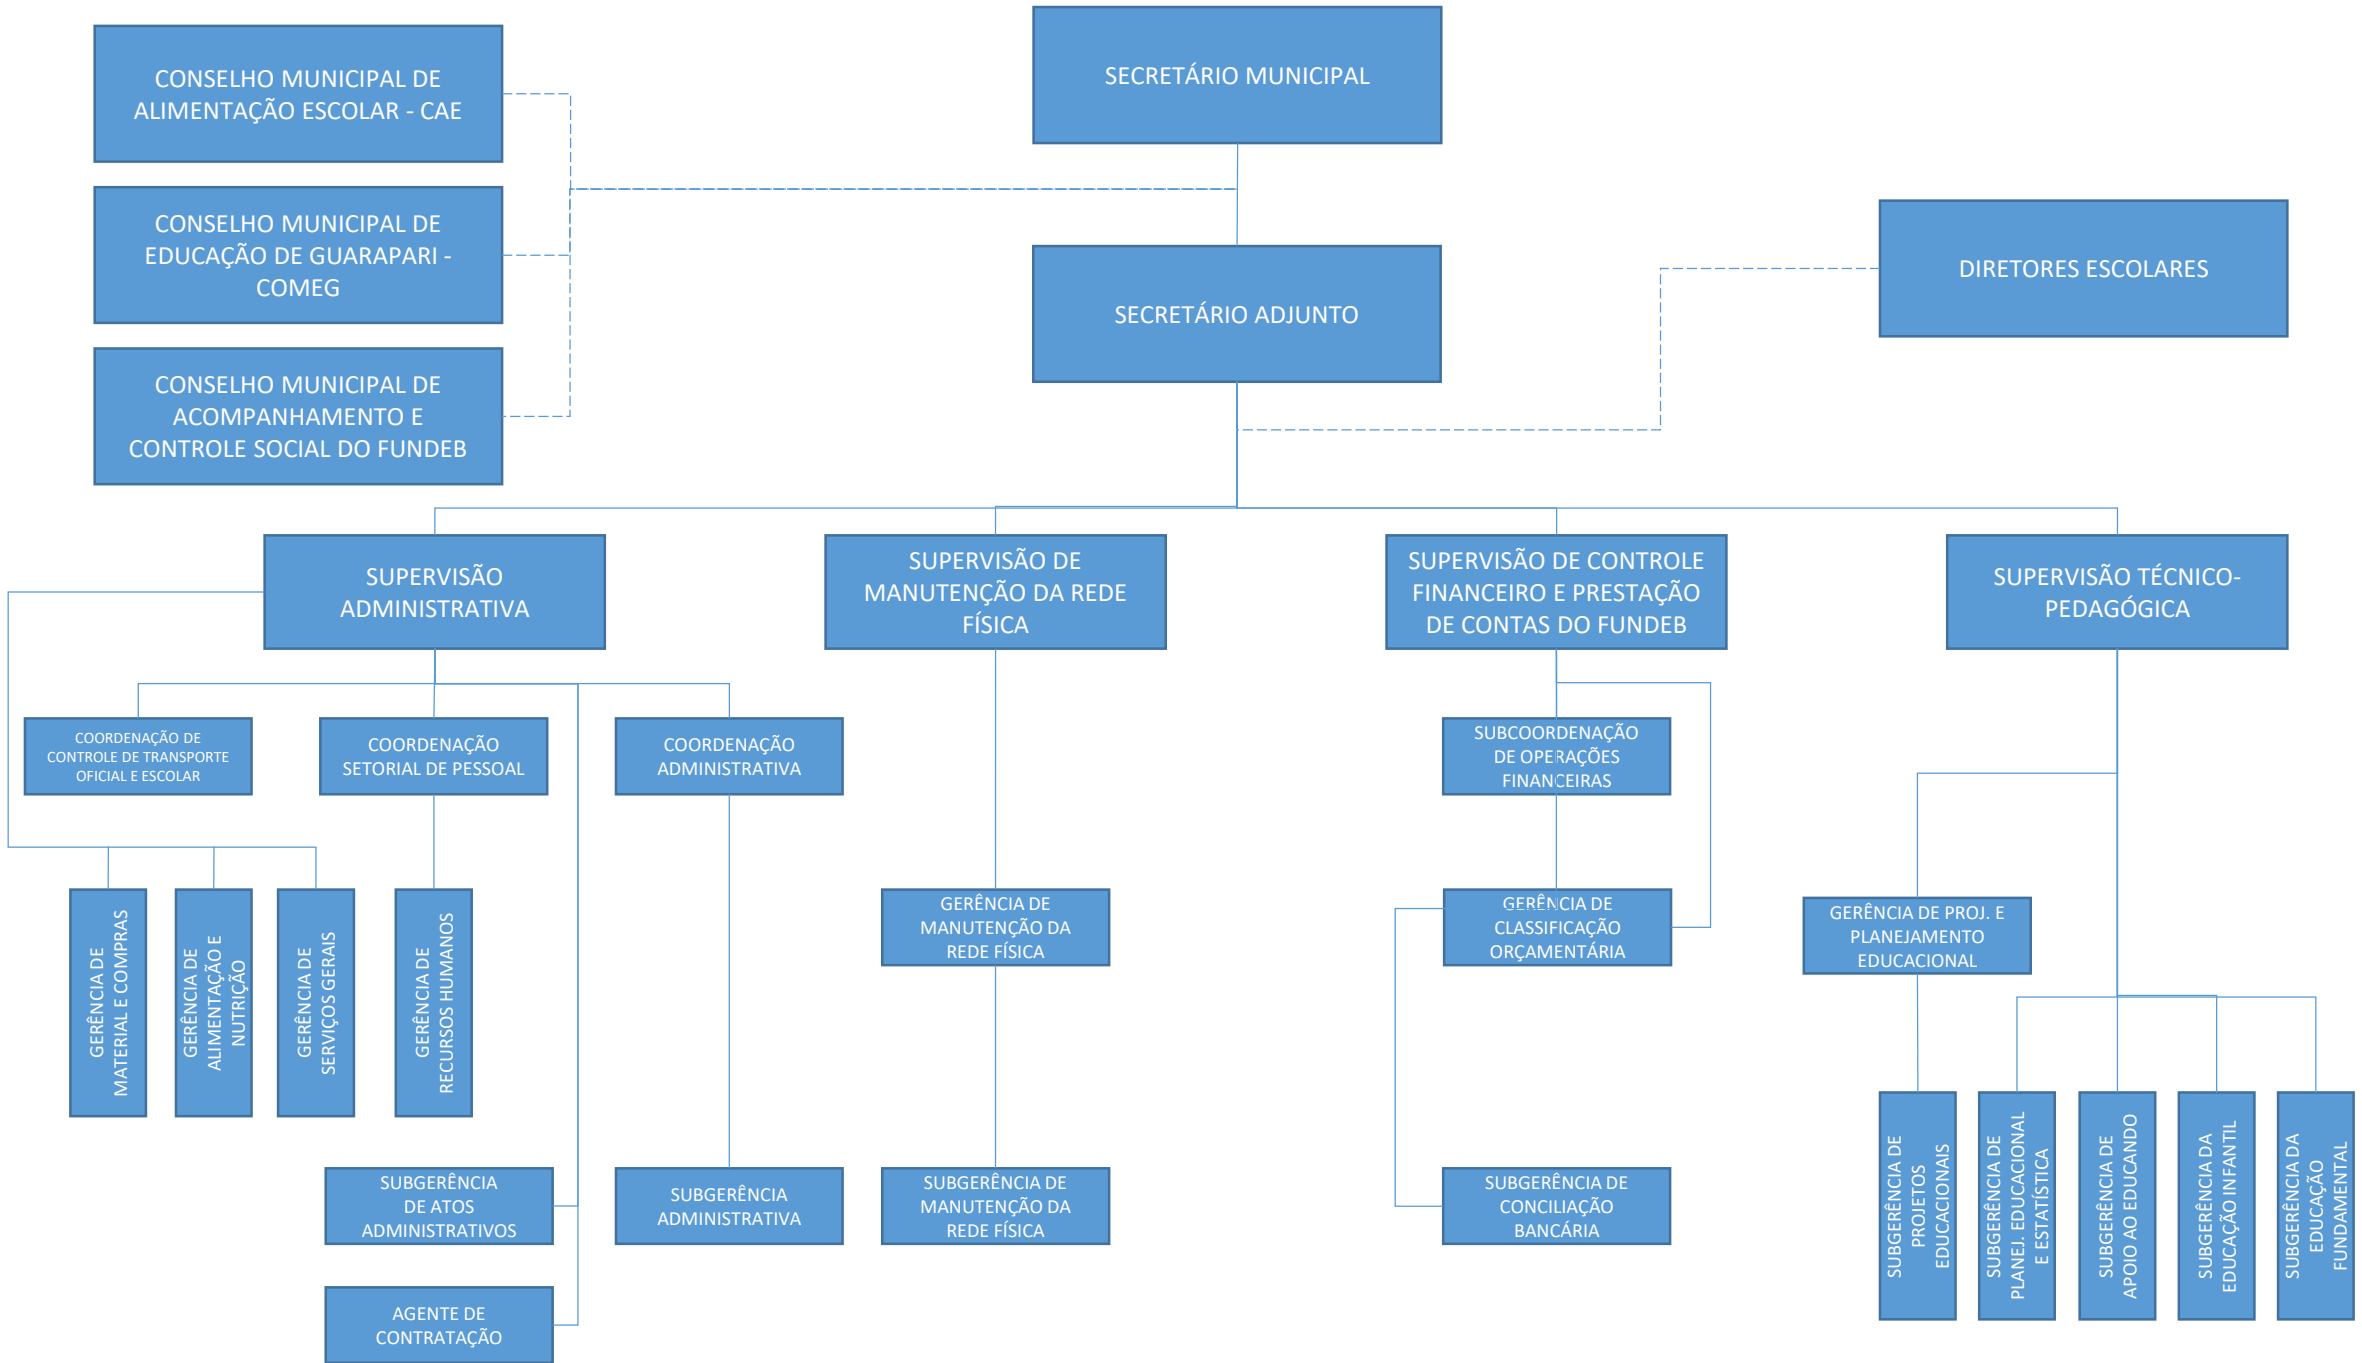 SECRETÁRIO MUNICIPAL
CONSELHO MUNICIPAL DE
ALIMENTAÇÃO ESCOLAR - CAE
CONSELHO MUNICIPAL DE
EDUCAÇÃO DE GUARAPARI -
COMEG
CONSELHO MUNICIPAL DE
ACOMPANHAMENTO E
CONTROLE SOCIAL DO FUNDEB
SECRETÁRIO ADJUNTO
DIRETORES ESCOLARES
SUPERVISÃO
ADMINISTRATIVA
SUPERVISÃO DE
MANUTENÇÃO DA REDE
FÍSICA
SUPERVISÃO DE CONTROLE
FINANCEIRO E PRESTAÇÃO
DE CONTAS DO FUNDEB
SUPERVISÃO TÉCNICO-
PEDAGÓGICA
COORDENAÇÃO DE
CONTROLE DE TRANSPORTE
OFICIAL E ESCOLAR
COORDENAÇÃO
SETORIAL DE PESSOAL
COORDENAÇÃO
ADMINISTRATIVA
SUBCOORDENAÇÃO
DE OPERAÇÕES
FINANCEIRAS
GERÊNCIA DE
MATERIAL E COMPRAS
GERÊNCIA DE
ALIMENTAÇÃO E
NUTRIÇÃO
GERÊNCIA DE
SERVIÇOS GERAIS
GERÊNCIA DE
RECURSOS HUMANOS
GERÊNCIA DE
MANUTENÇÃO DA
REDE FÍSICA
GERÊNCIA DE
CLASSIFICAÇÃO
ORÇAMENTÁRIA
GERÊNCIA DE PROJ. E
PLANEJAMENTO
EDUCACIONAL
SUBGERÊNCIA
DE ATOS
ADMINISTRATIVOS
SUBGERÊNCIA
ADMINISTRATIVA
SUBGERÊNCIA DE
MANUTENÇÃO DA
REDE FÍSICA
SUBGERÊNCIA DE
CONCILIAÇÃO
BANCÁRIA
SUBGERÊNCIA DE
PROJETOS
EDUCACIONAIS
SUBGERÊNCIA DE
PLANEJ. EDUCACIONAL
E ESTATÍSTICA
SUBGERÊNCIA DE
APOIO AO EDUCANDO
SUBGERÊNCIA DA
EDUCAÇÃO INFANTIL
SUBGERÊNCIA DA
EDUCAÇÃO
FUNDAMENTAL
AGENTE DE
CONTRATAÇÃO